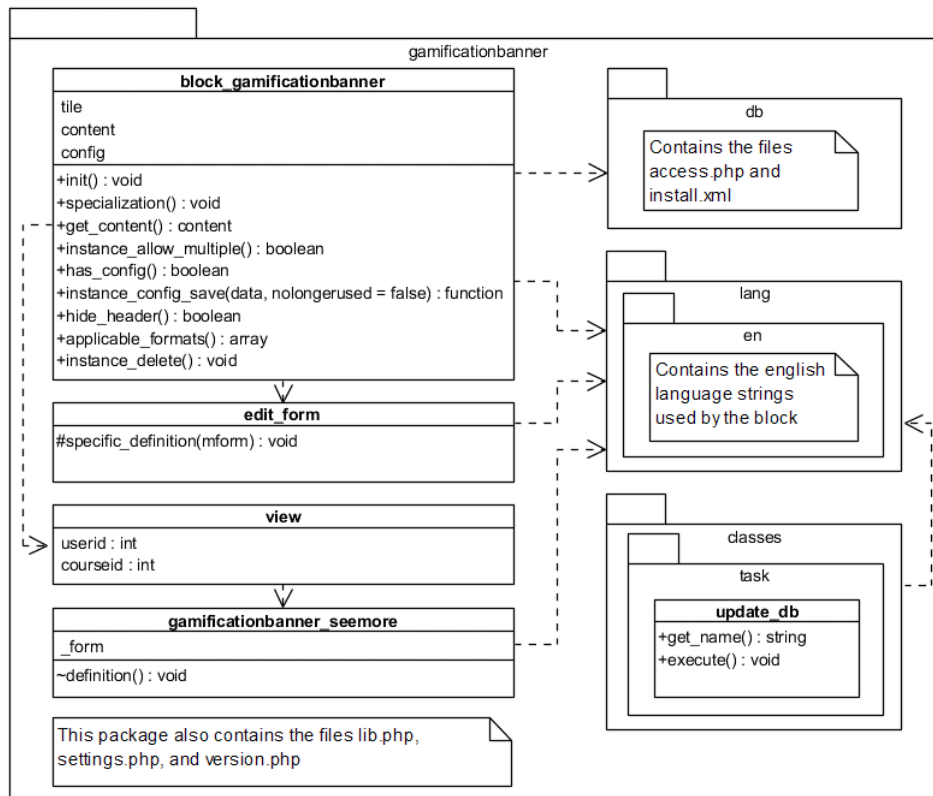 gamificationbanner
block_gamificationbanner
tile
content
config
+init() : void
+specialization() : void
+get_content() : content
+instance_allow_multiple() : boolean
+has_config() : boolean
+instance_config_save(data, nolongerused = false) : function
+hide_header() : boolean
+applicable_formats() : array
+instance_delete() : void
edit_form
#specific_definition(mform) : void
view
userid : int
courseid : int
gamificationbanner_seemore
_form
~definition() : void
This package also contains the files lib.php,
settings.php, and version.php
db
Contains the files
access.php and
install.xml
lang
en
Contains the english
language strings
used by the block
classes
task
update_db
+get_name() : string
+execute() : void